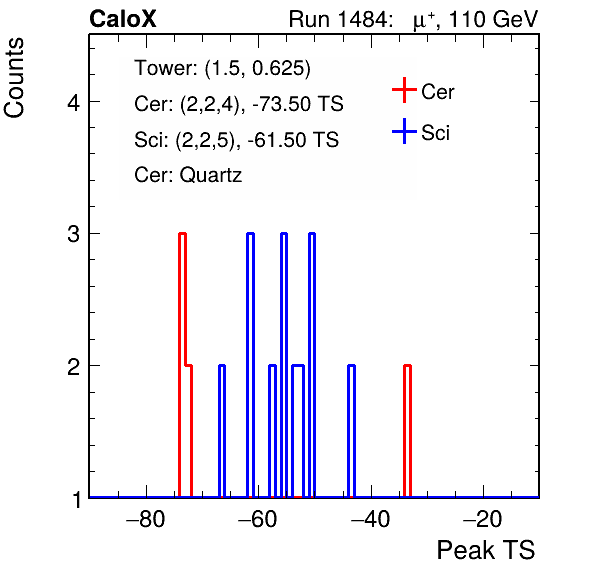 CaloX Run 1484: μ⁺, 110 GeV
Counts
Tower: (1.5, 0.625)
Cer: (2,2,4), -73.50 TS
Sci: (2,2,5), -61.50 TS
Cer: Quartz
Cer
Sci
4
3
2
1
−80 −60 −40 −20
Peak TS